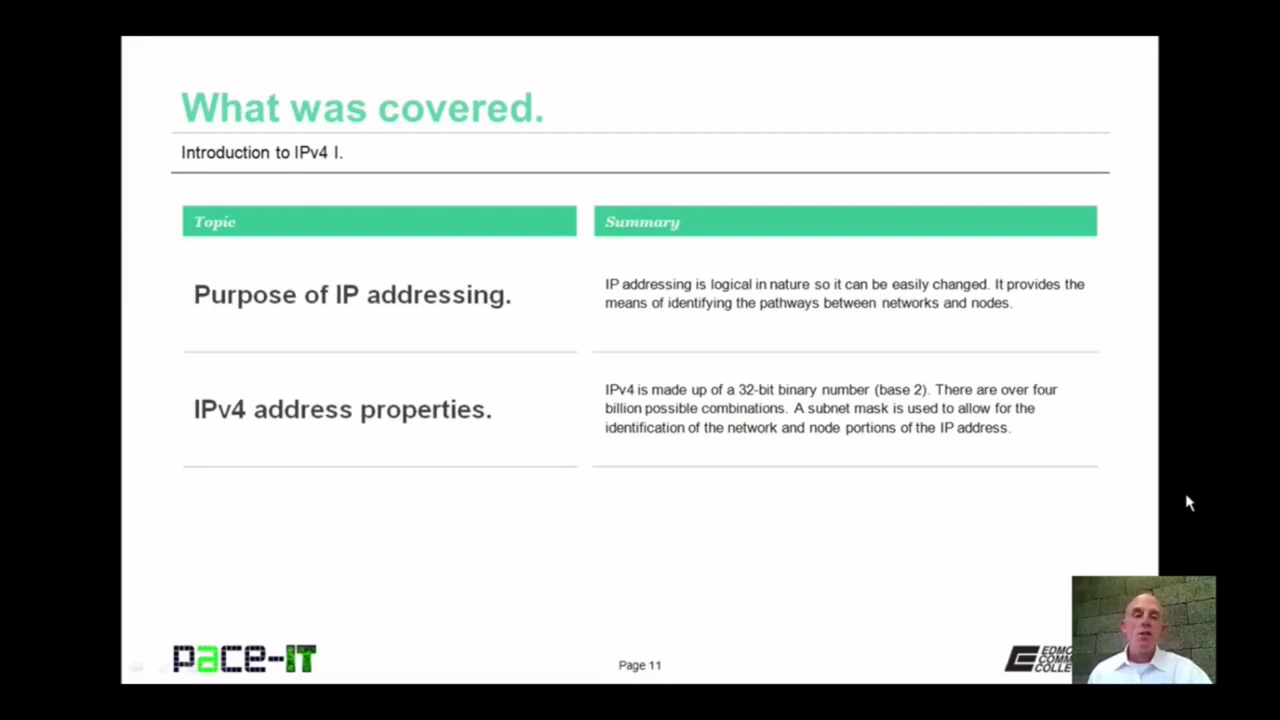 What was covered.
Introduction to IPv4 I.
Topic
Summary
Purpose of IP addressing.
IP addressing is logical in nature so it can be easily changed. It provides the
means of identifying the pathways between networks and nodes.
IPv4 address properties.
IPv4 is made up of a 32-bit binary number (base 2). There are over four
billion possible combinations. A subnet mask is used to allow for the
identification of the network and node portions of the IP address.
pace-IT
Page 11